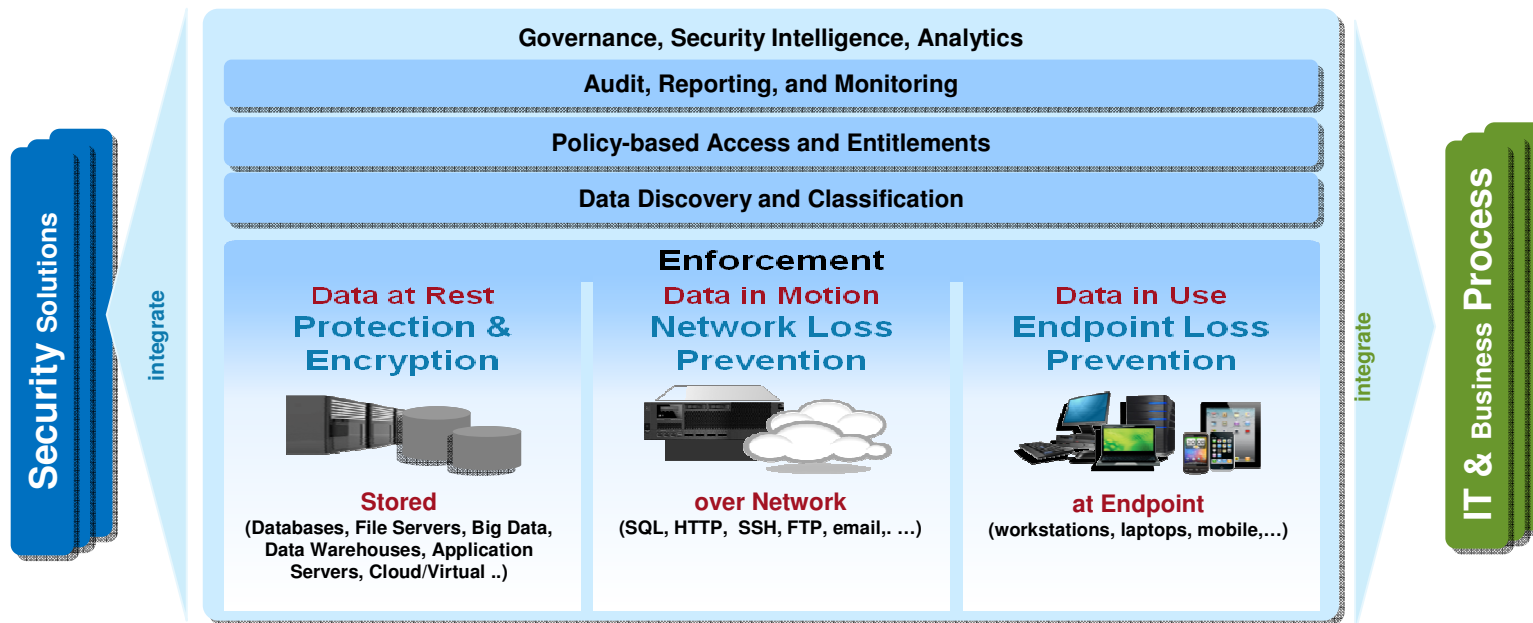 Governance, Security Intelligence, Analytics
Audit, Reporting, and Monitoring
Policy-based Access and Entitlements
Data Discovery and Classification
Security Solutions
integrate
Enforcement
Data at Rest
Protection &
Encryption
Stored
(Databases, File Servers, Big Data,
Data Warehouses, Application
Servers, Cloud/Virtual ..)
Data in Motion
Network Loss
Prevention
over Network
(SQL, HTTP,  SSH, FTP, email,. …)
Data in Use
Endpoint Loss
Prevention
at Endpoint
(workstations, laptops, mobile,…)
integrate
IT & Business Process